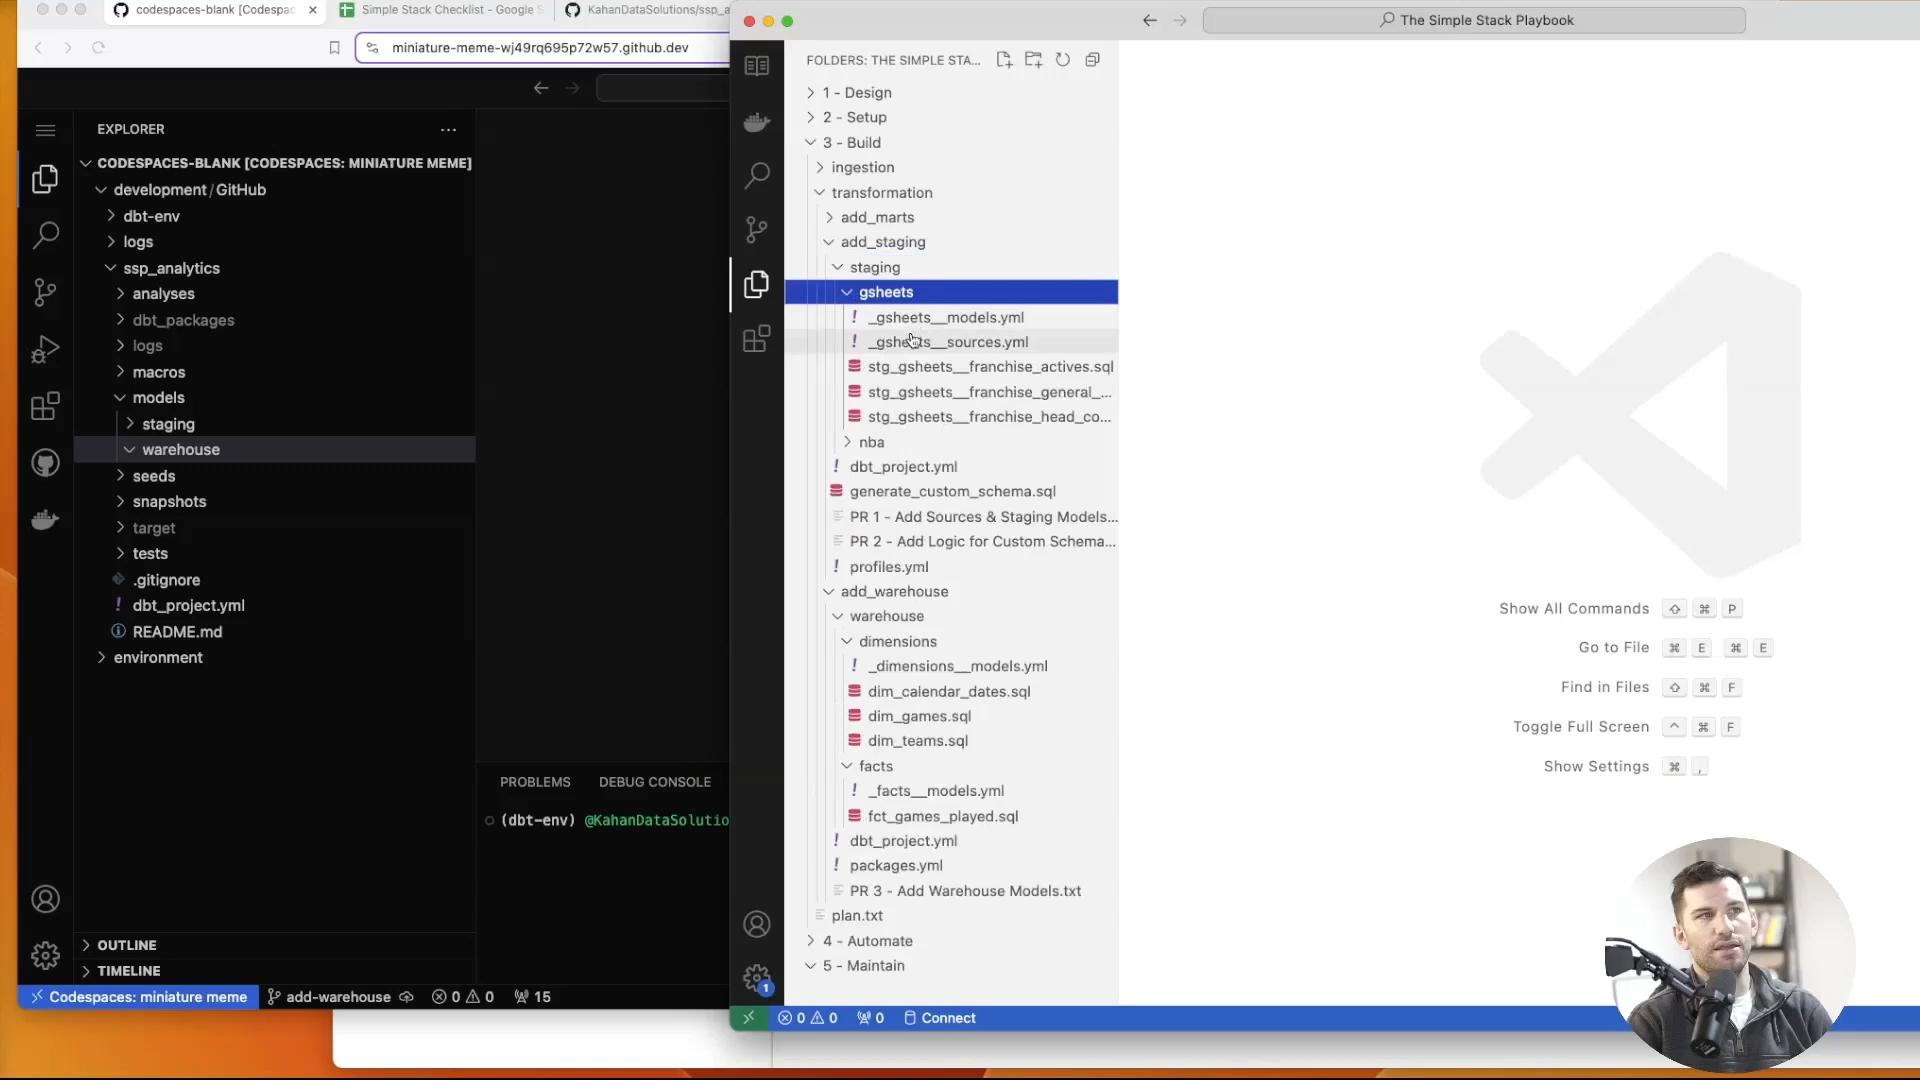 codespaces-blank [Codespac
Simple Stack Checklist - Google S
KahanDataSolutions/ssp_a
miniature-meme-wj49rq695p72w57.github.dev
EXPLORER
CODESPACES-BLANK [CODESPACES: MINIATURE MEME]
development / GitHub
dbt-env
logs
ssp_analytics
analyses
dbt_packages
logs
macros
models
staging
warehouse
seeds
snapshots
target
tests
.gitignore
dbt_project.yml
README.md
environment
OUTLINE
TIMELINE
Codespaces: miniature meme
add-warehouse
0 0
15
PROBLEMS
DEBUG CONSOLE
(dbt-env) @KahanDataSolutio
The Simple Stack Playbook
FOLDERS: THE SIMPLE STA...
1 - Design
2 - Setup
3 - Build
ingestion
transformation
add_marts
add_staging
staging
gsheets
_gsheets__models.yml
_gsheets__sources.yml
stg_gsheets__franchise_actives.sql
stg_gsheets__franchise_general_...
stg_gsheets__franchise_head_co...
nba
dbt_project.yml
generate_custom_schema.sql
PR 1 - Add Sources & Staging Models...
PR 2 - Add Logic for Custom Schema...
profiles.yml
add_warehouse
warehouse
dimensions
_dimensions__models.yml
dim_calendar_dates.sql
dim_games.sql
dim_teams.sql
facts
_facts__models.yml
fct_games_played.sql
dbt_project.yml
packages.yml
PR 3 - Add Warehouse Models.txt
plan.txt
4 - Automate
5 - Maintain
1
0 0
0
Connect
Show All Commands ⇧ ⌘ P
Go to File ⌘ E ⌘ E
Find in Files ⇧ ⌘ F
Toggle Full Screen ^ ⌘ F
Show Settings ⌘ ,